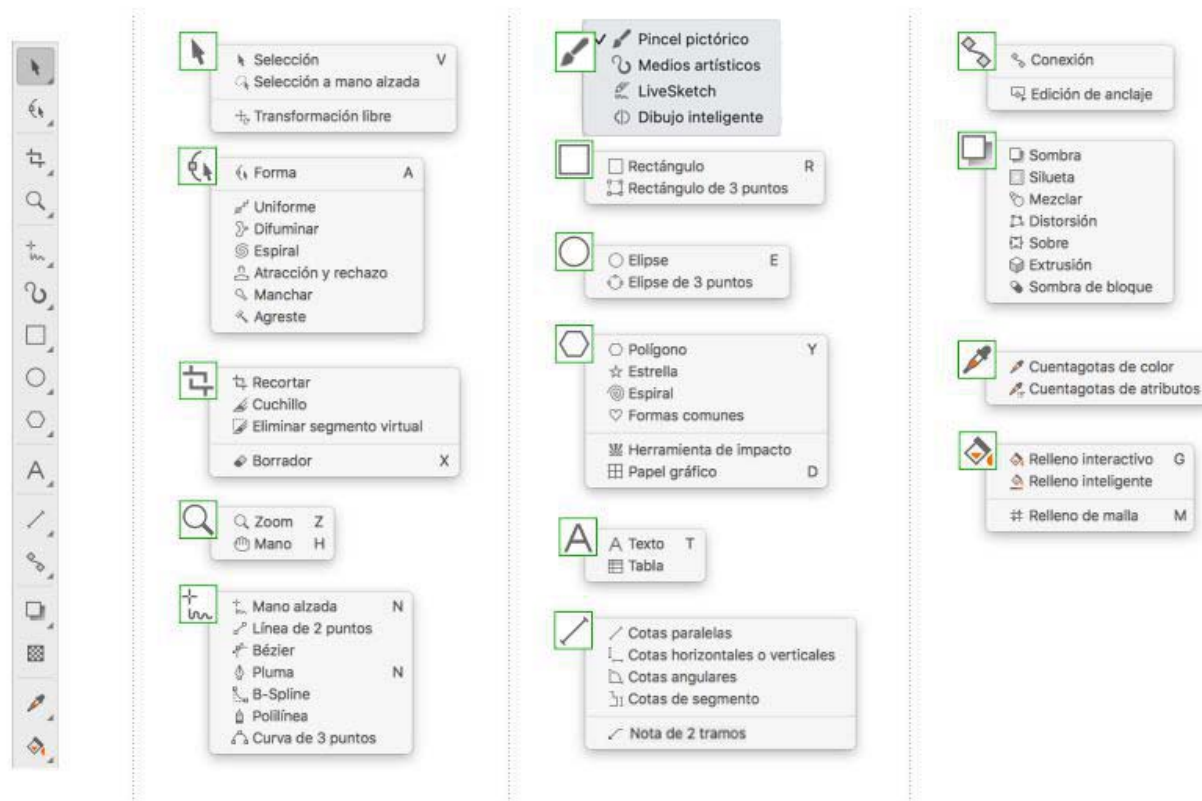 Selección V
Selección a mano alzada
Transformación libre
Forma A
Uniforme
Difuminar
Espiral
Atracción y rechazo
Manchar
Agreste
Recortar
Cuchillo
Eliminar segmento virtual
Borrador X
Zoom Z
Mano H
Mano alzada N
Línea de 2 puntos
Bézier
Pluma N
B-Spline
Polilínea
Curva de 3 puntos
Pincel pictórico
Medios artísticos
LiveSketch
Dibujo inteligente
Rectángulo R
Rectángulo de 3 puntos
Elipse E
Elipse de 3 puntos
Polígono Y
Estrella
Espiral
Formas comunes
Herramienta de impacto
Papel gráfico D
Texto T
Tabla
Cotas paralelas
Cotas horizontales o verticales
Cotas angulares
Cotas de segmento
Nota de 2 tramos
Conexión
Edición de anclaje
Sombra
Silueta
Mezclar
Distorsión
Sobre
Extrusión
Sombra de bloque
Cuentagotas de color
Cuentagotas de atributos
Relleno interactivo G
Relleno inteligente
Relleno de malla M